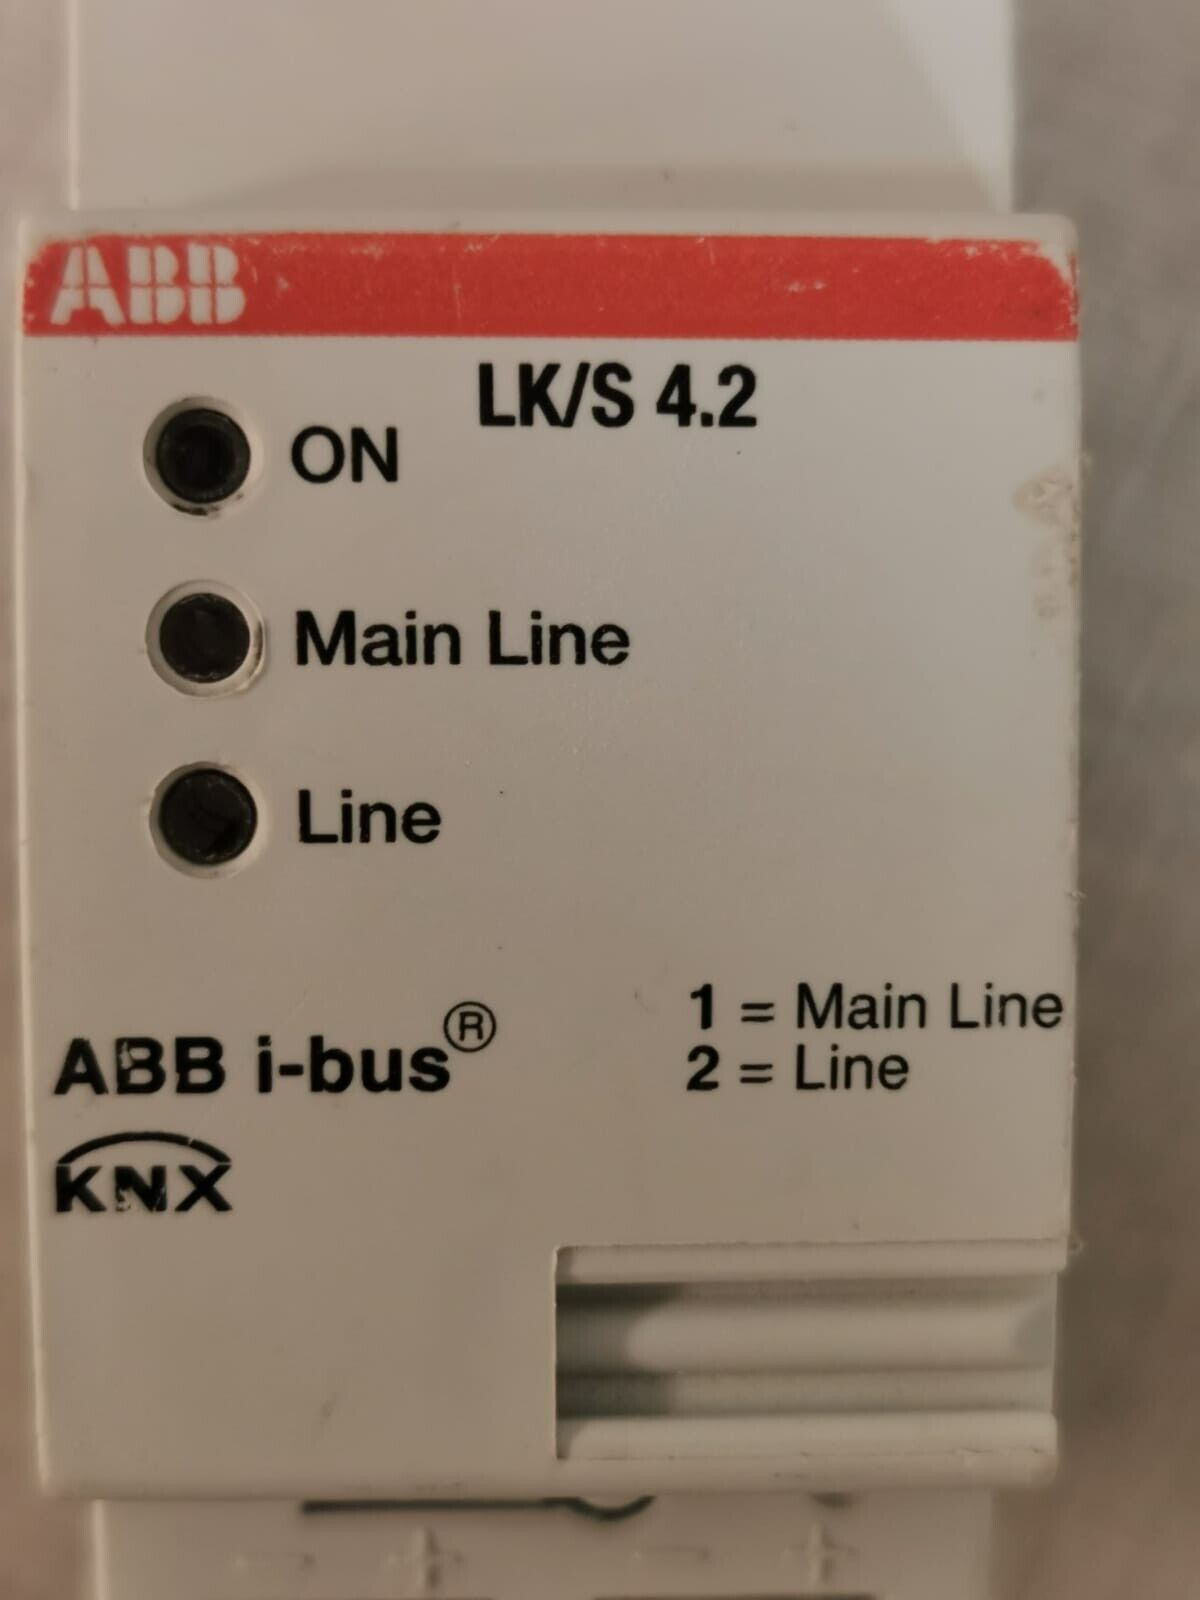 ABB
LK/S 4.2
ON
Main Line
Line
1 = Main Line
2 = Line
ABB i-bus®
KNX
- + - +